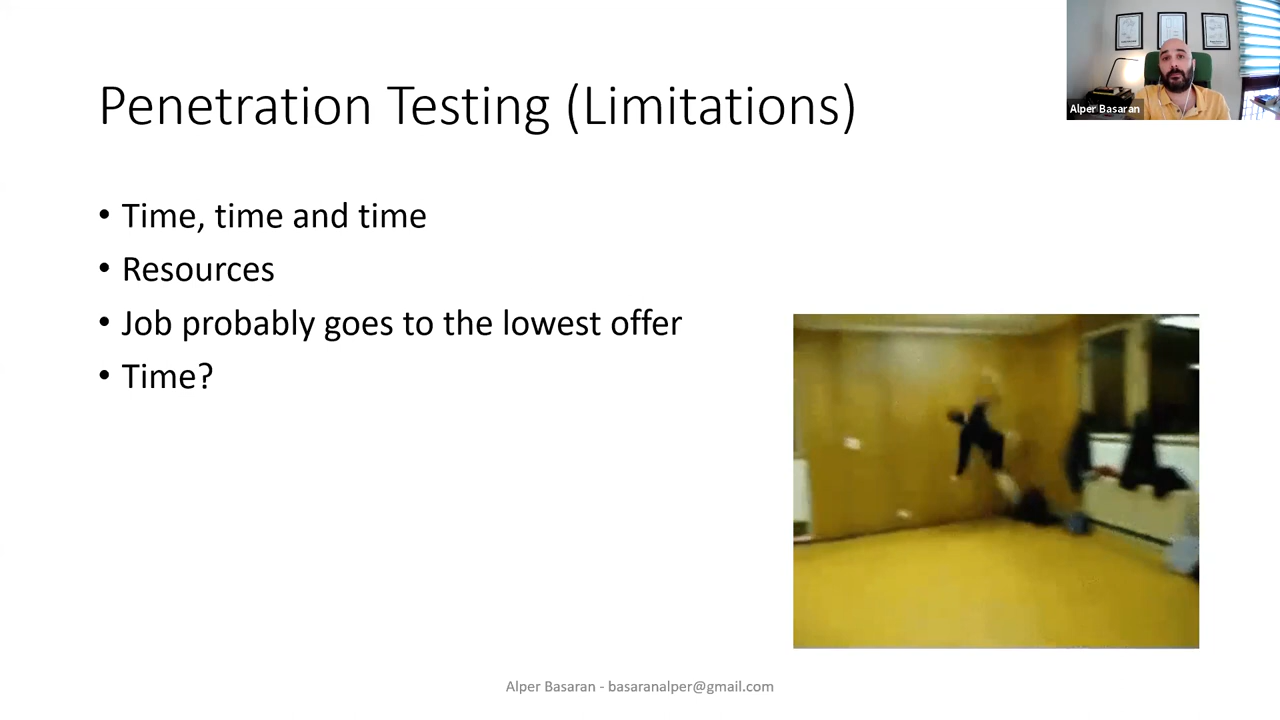 Penetration Testing (Limitations)
Alper Basaran
• Time, time and time
• Resources
• Job probably goes to the lowest offer
• Time?
Alper Basaran - basaranalper@gmail.com